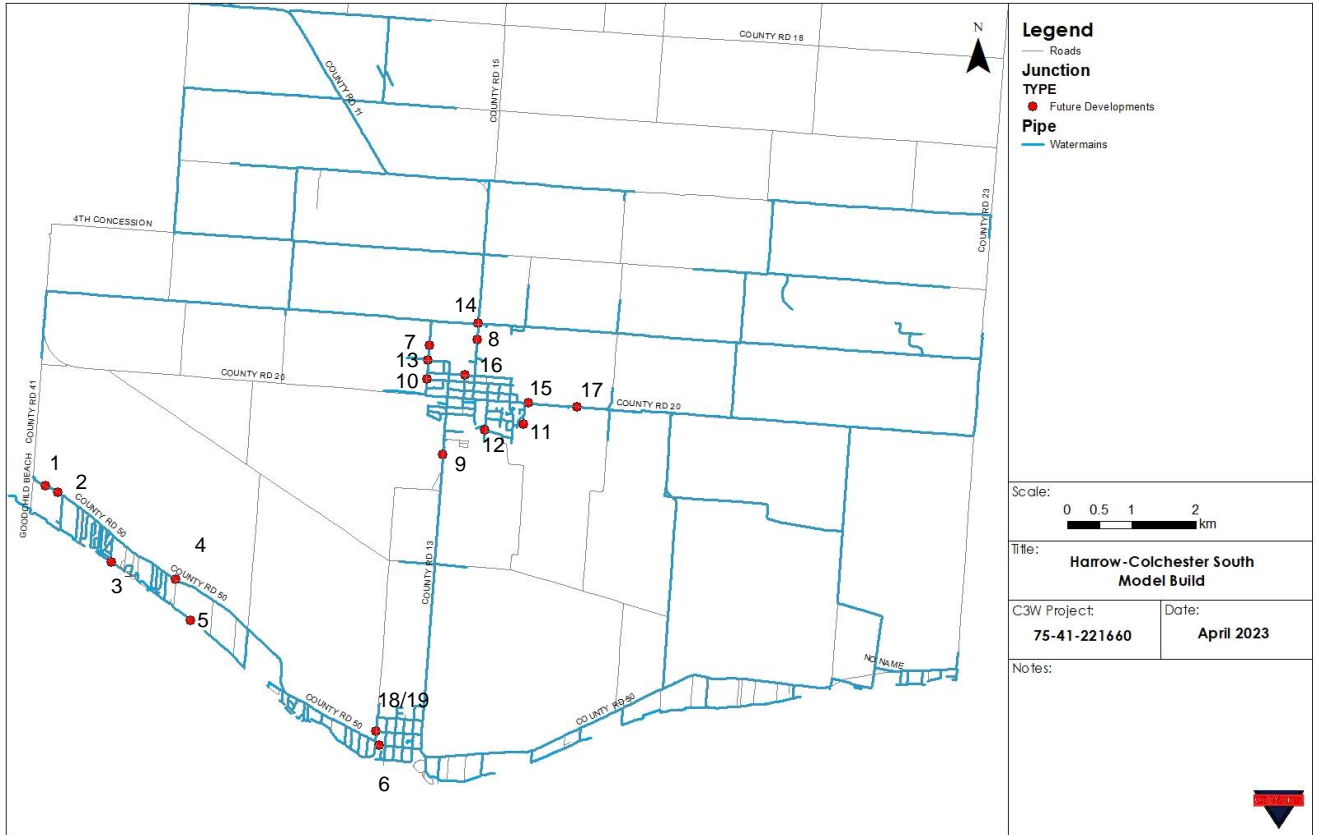 COUNTY RD 18
N
COUNTY RD 15
COUNTY RD 11
COUNTY RD 23
4TH CONCESSION
14
7
8
13
16
10
COUNTY RD 20
15
17
COUNTY RD 20
COUNTY RD 41
12
11
9
1
2
GOODCHILD BEACH
COUNTY RD 50
4
3
COUNTY RD 50
5
COUNTY RD 13
NO NAME
18/19
COUNTY RD 50
COUNTY RD 50
6
Legend
Roads
Junction
TYPE
Future Developments
Pipe
Watermains
Scale:
0 0.5 1 2
km
Title:
Harrow-Colchester South
Model Build
C3W Project:
75-41-221660
Date:
April 2023
Notes: